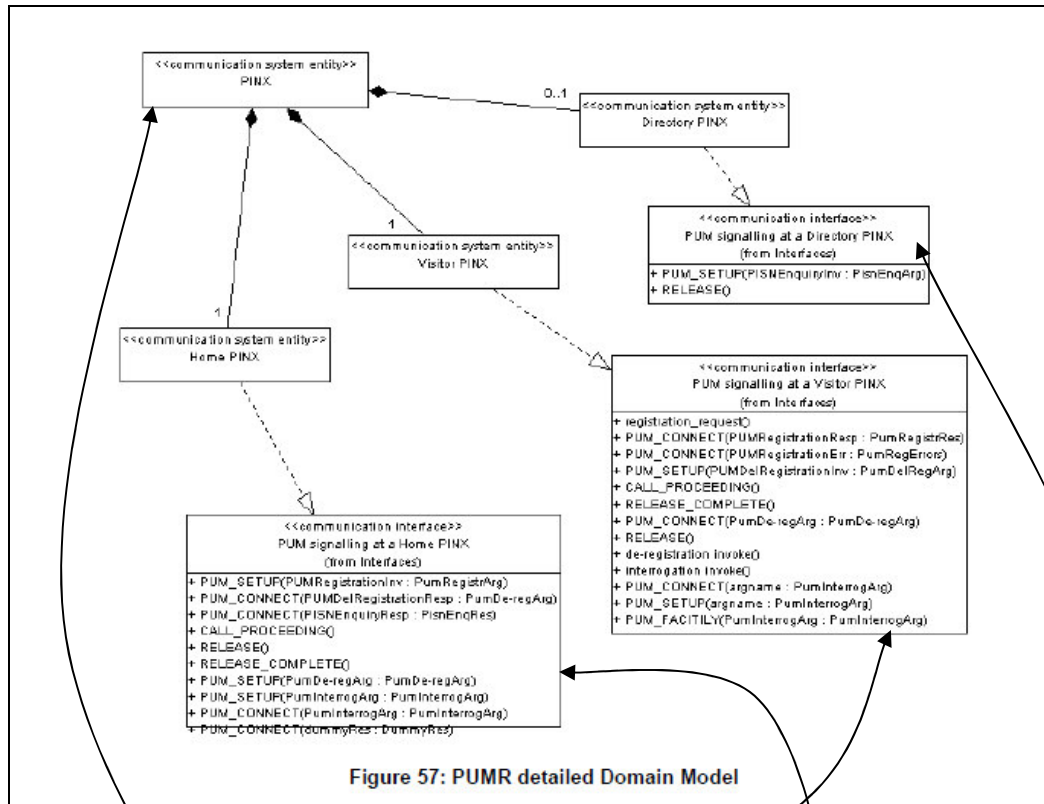 <<communication system entity>>
PINX
0..1
<<communication system entity>>
Directory PINX
<<communication interface>>
PUM signalling at a Directory PINX
(from Interfaces)
+ PUM_SETUP(PISNEnquiryInv : PisnEnqArg)
+ RELEASE()
1
<<communication system entity>>
Visitor PINX
1
<<communication system entity>>
Home PINX
<<communication interface>>
PUM signalling at a Visitor PINX
(from Interfaces)
+ registration_request()
+ PUM_CONNECT(PUMRegistrationResp : PumRegistrRes)
+ PUM_CONNECT(PUMRegistrationErr : PumRegErrors)
+ PUM_SETUP(PUMDelRegistrationInv : PumDelRegArg)
+ CALL_PROCEEDING()
+ RELEASE_COMPLETE()
+ PUM_CONNECT(PumDe-regArg : PumDe-regArg)
+ RELEASE()
+ de-registration invoke()
+ interrogation invoke()
+ PUM_CONNECT(argname : PumInterrogArg)
+ PUM_SETUP(argname : PumInterrogArg)
+ PUM_FACITILY(PumInterrogArg : PumInterrogArg)
<<communication interface>>
PUM signalling at a Home PINX
(from Interfaces)
+ PUM_SETUP(PUMRegistrationInv : PumRegistrArg)
+ PUM_CONNECT(PUMDelRegistrationResp : PumDe-regArg)
+ PUM_CONNECT(PISNEnquiryResp : PisnEnqRes)
+ CALL_PROCEEDING()
+ RELEASE()
+ RELEASE_COMPLETE()
+ PUM_SETUP(PumDe-regArg : PumDe-regArg)
+ PUM_SETUP(PumInterrogArg : PumInterrogArg)
+ PUM_CONNECT(PumInterrogArg : PumInterrogArg)
+ PUM_CONNECT(dummyRes : DummyRes)
Figure 57: PUMR detailed Domain Model